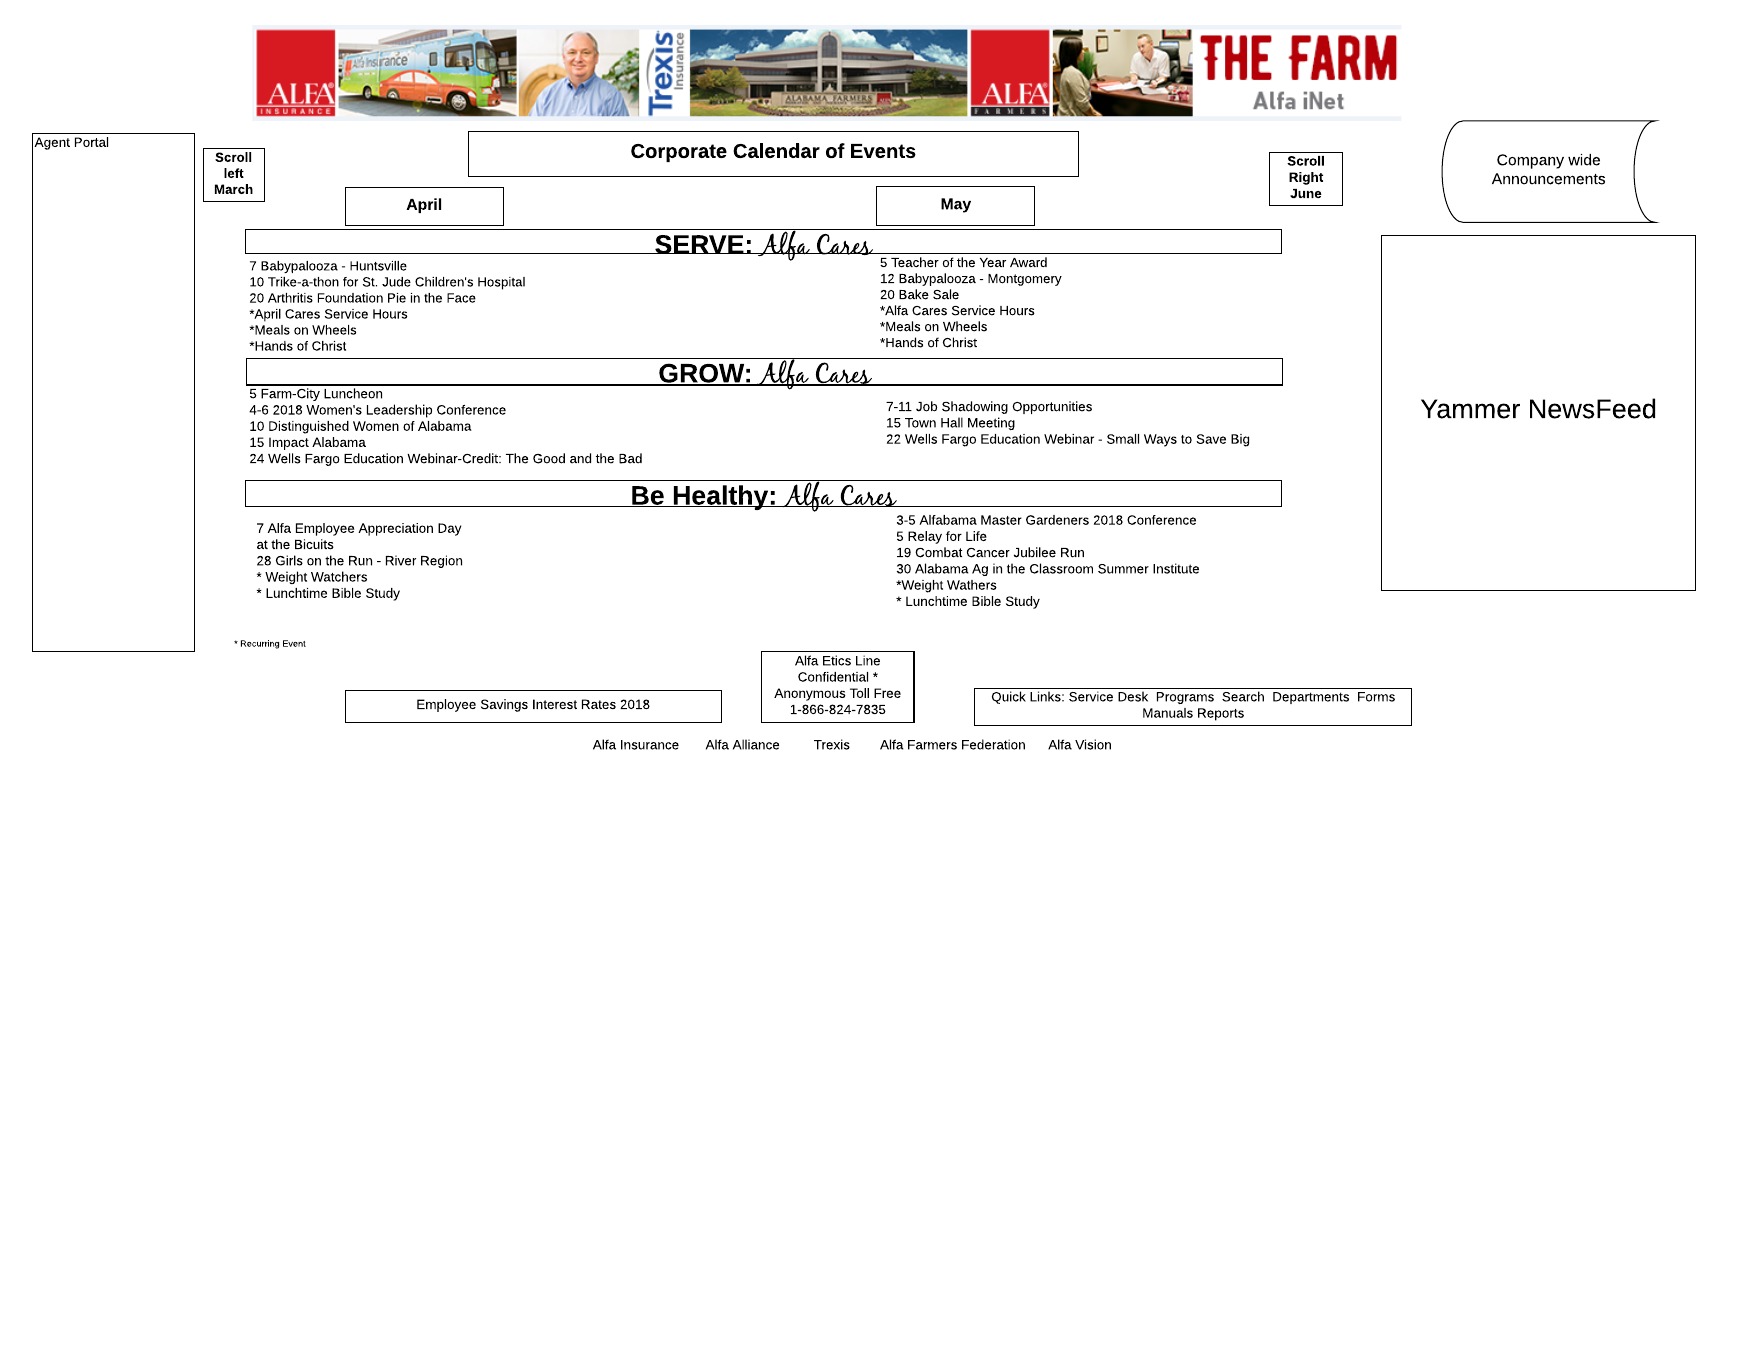 Alfa Insurance
ALFA
INSURANCE
Trexis
Insurance
ALABAMA FARMERS
ALFA
FARMERS
THE FARM
Alfa iNet
Agent Portal
Scroll
left
March
Corporate Calendar of Events
Scroll
Right
June
Company wide
Announcements
April
May
SERVE: Alfa Cares
7 Babypalooza - Huntsville
10 Trike-a-thon for St. Jude Children's Hospital
20 Arthritis Foundation Pie in the Face
*April Cares Service Hours
*Meals on Wheels
*Hands of Christ
5 Teacher of the Year Award
12 Babypalooza - Montgomery
20 Bake Sale
*Alfa Cares Service Hours
*Meals on Wheels
*Hands of Christ
GROW: Alfa Cares
5 Farm-City Luncheon
4-6 2018 Women's Leadership Conference
10 Distinguished Women of Alabama
15 Impact Alabama
24 Wells Fargo Education Webinar-Credit: The Good and the Bad
7-11 Job Shadowing Opportunities
15 Town Hall Meeting
22 Wells Fargo Education Webinar - Small Ways to Save Big
Yammer NewsFeed
Be Healthy: Alfa Cares
7 Alfa Employee Appreciation Day
at the Bicuits
28 Girls on the Run - River Region
* Weight Watchers
* Lunchtime Bible Study
3-5 Alfabama Master Gardeners 2018 Conference
5 Relay for Life
19 Combat Cancer Jubilee Run
30 Alabama Ag in the Classroom Summer Institute
*Weight Wathers
* Lunchtime Bible Study
* Recurring Event
Employee Savings Interest Rates 2018
Alfa Etics Line
Confidential *
Anonymous Toll Free
1-866-824-7835
Quick Links: Service Desk Programs Search Departments Forms
Manuals Reports
Alfa Insurance Alfa Alliance Trexis Alfa Farmers Federation Alfa Vision